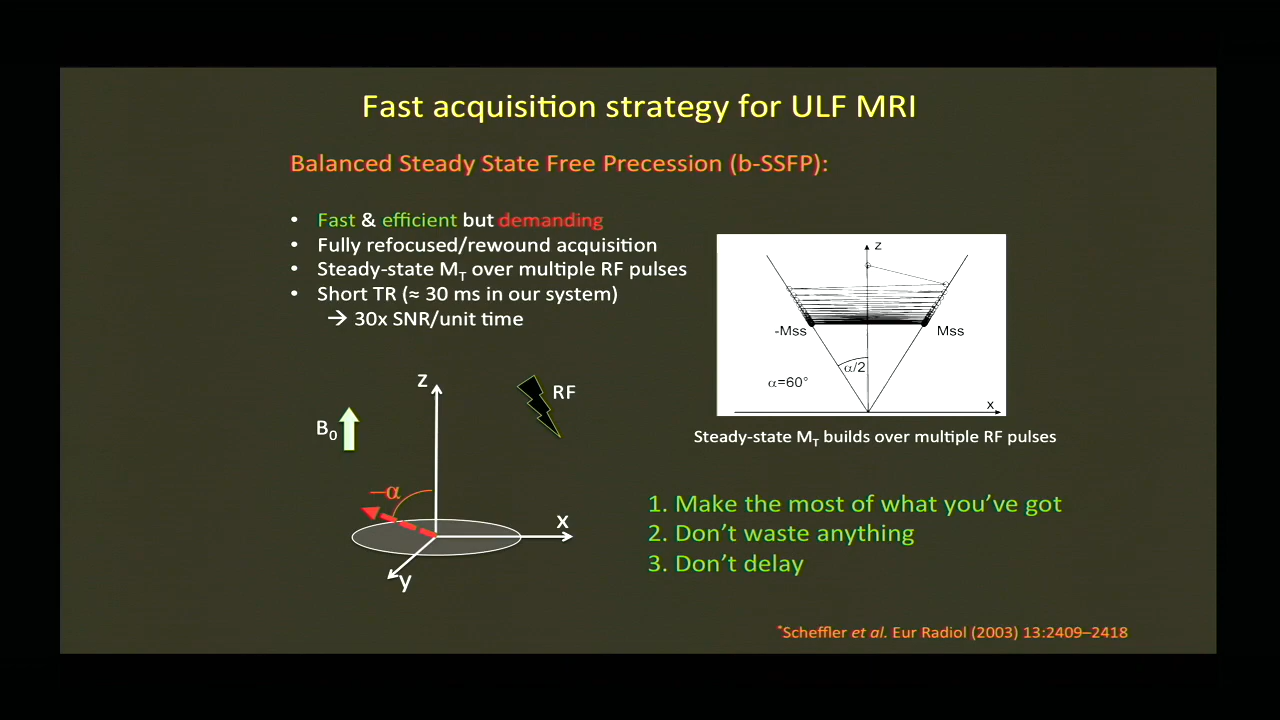 Fast acquisition strategy for ULF MRI
Balanced Steady State Free Precession (b-SSFP):
• Fast & efficient but demanding
• Fully refocused/rewound acquisition
• Steady-state MT over multiple RF pulses
• Short TR (≈ 30 ms in our system)
→ 30x SNR/unit time
z
-Mss
Mss
α/2
α=60°
x
Steady-state MT builds over multiple RF pulses
z
RF
B0
−α
x
y
1. Make the most of what you’ve got
2. Don’t waste anything
3. Don’t delay
*Scheffler et al. Eur Radiol (2003) 13:2409–2418